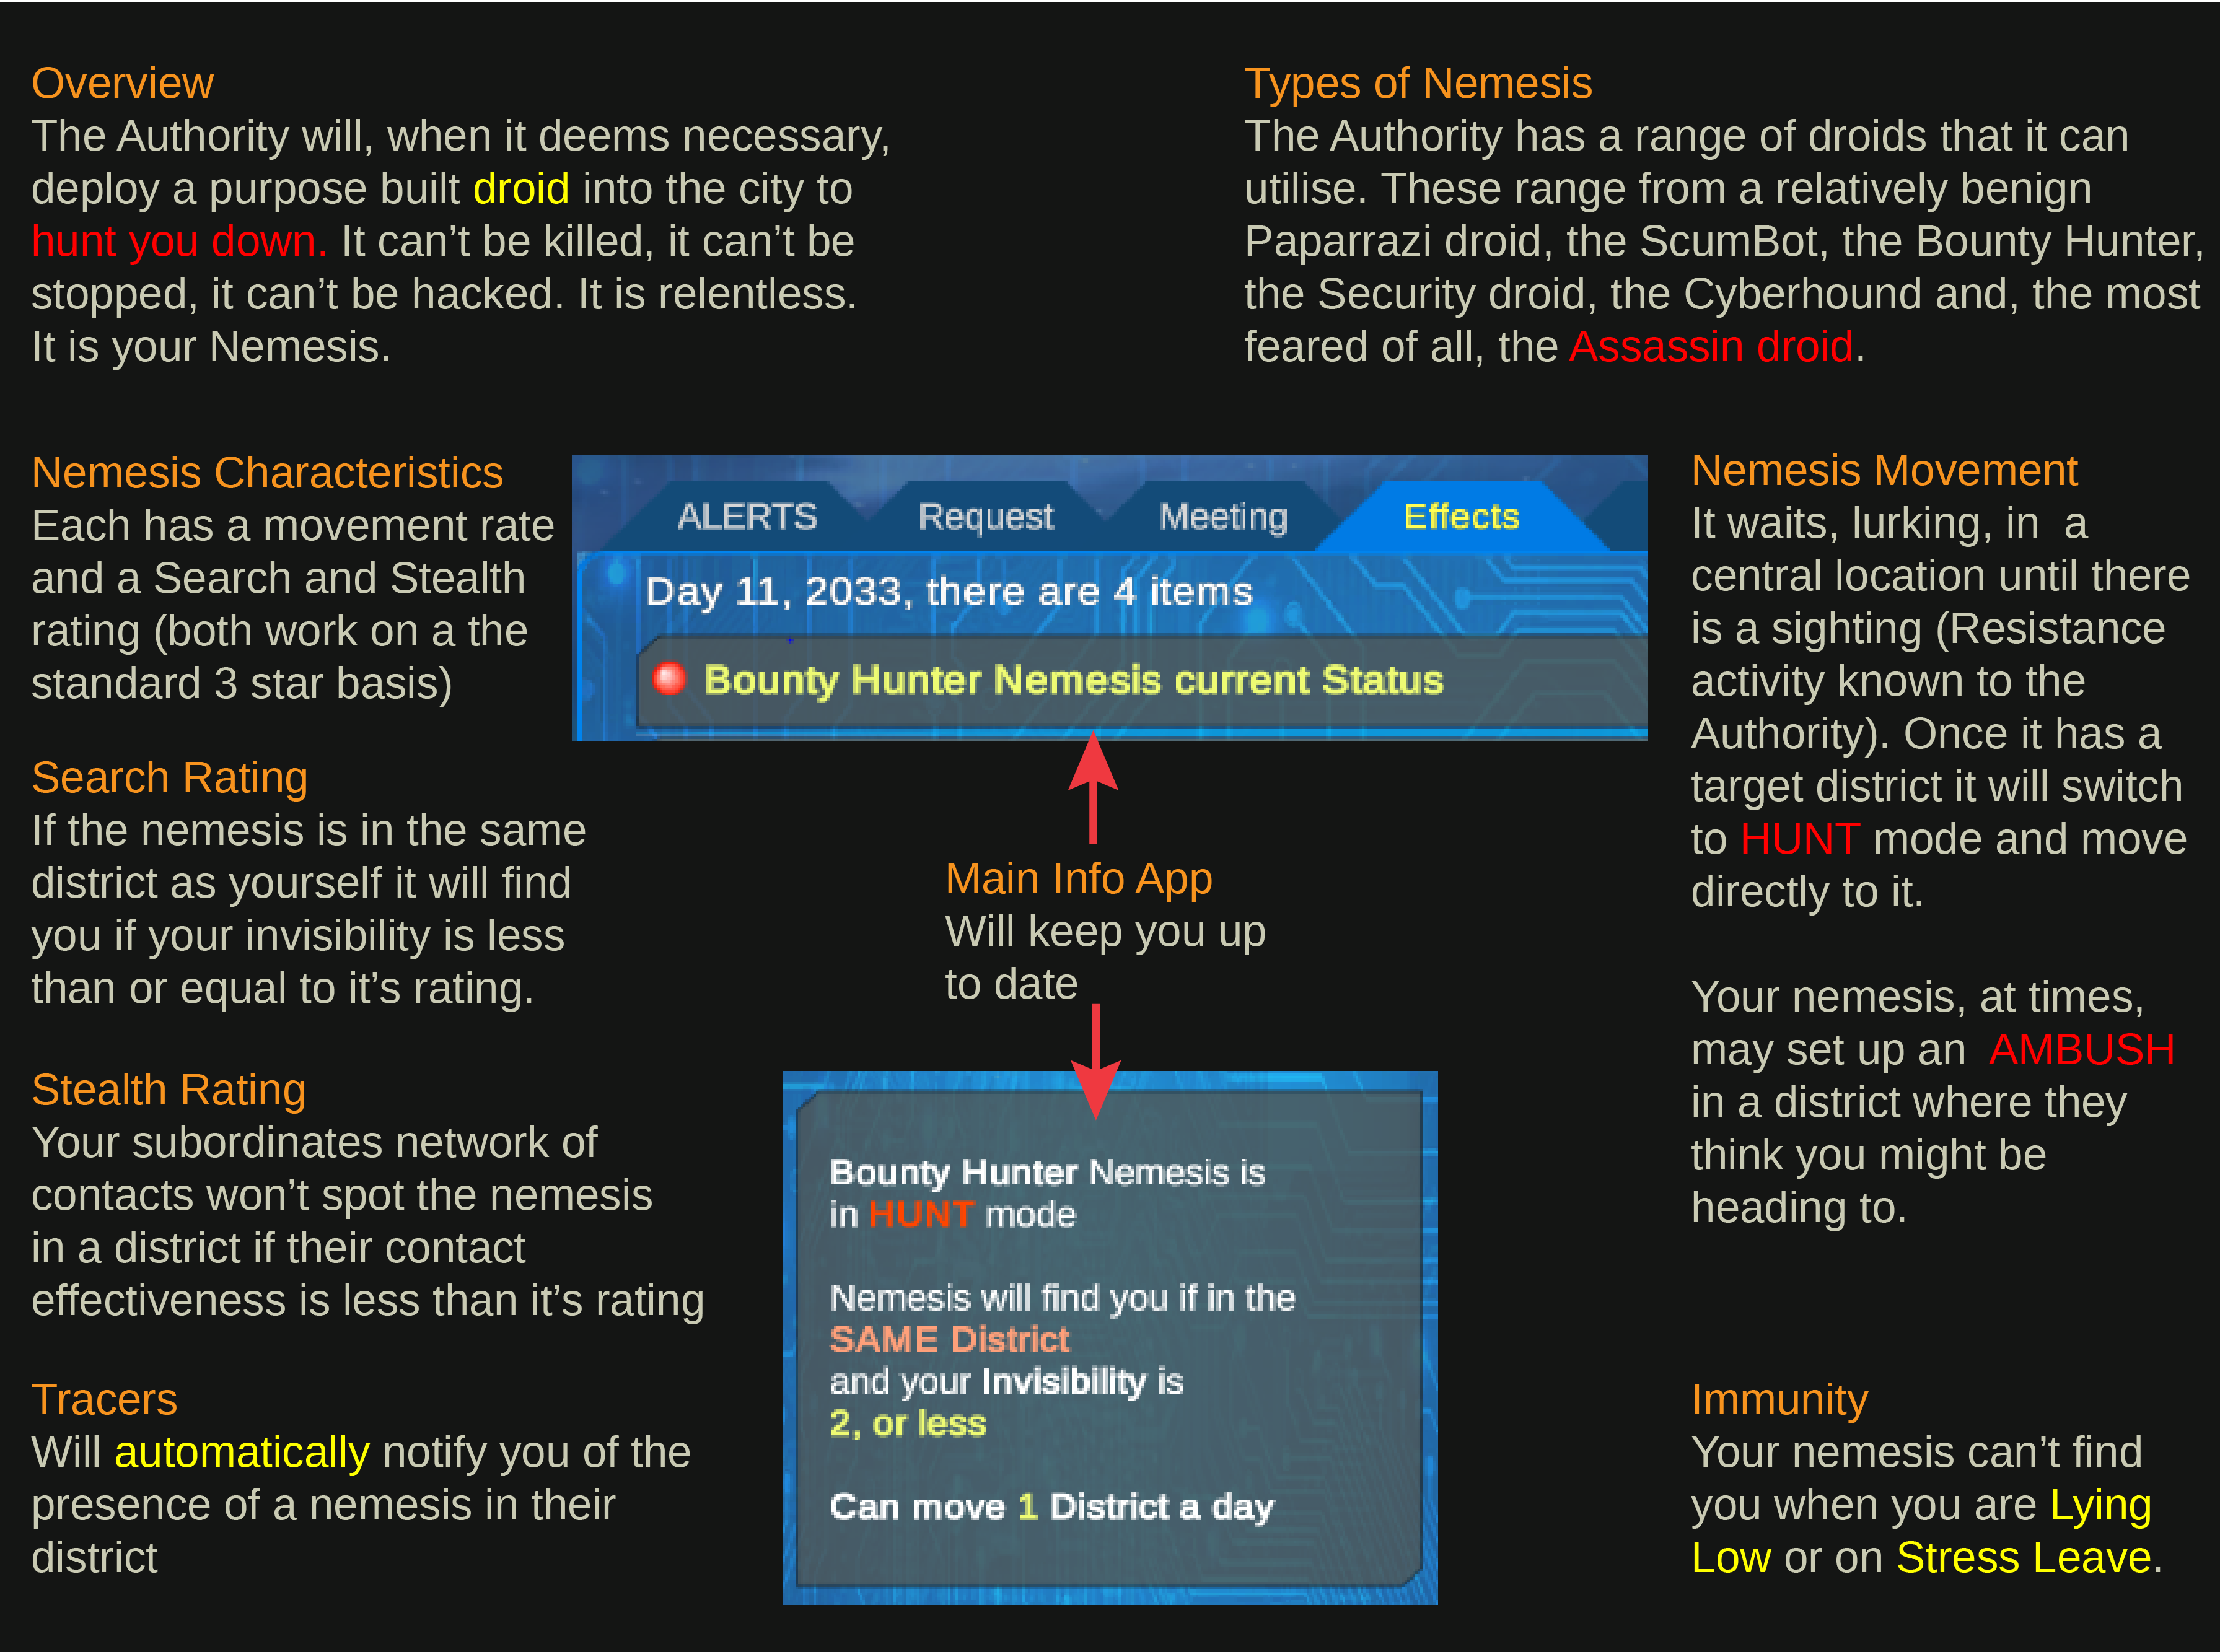 Overview
The Authority will, when it deems necessary,
deploy a purpose built droid into the city to
hunt you down. It can’t be killed, it can’t be
stopped, it can’t be hacked. It is relentless.
It is your Nemesis.
Types of Nemesis
The Authority has a range of droids that it can
utilise. These range from a relatively benign
Paparrazi droid, the ScumBot, the Bounty Hunter,
the Security droid, the Cyberhound and, the most
feared of all, the Assassin droid.
Nemesis Characteristics
Each has a movement rate
and a Search and Stealth
rating (both work on a the
standard 3 star basis)
Search Rating
If the nemesis is in the same
district as yourself it will find
you if your invisibility is less
than or equal to it’s rating.
Stealth Rating
Your subordinates network of
contacts won’t spot the nemesis
in a district if their contact
effectiveness is less than it’s rating
Tracers
Will automatically notify you of the
presence of a nemesis in their
district
ALERTS Request Meeting Effects
Day 11, 2033, there are 4 items
Bounty Hunter Nemesis current Status
Main Info App
Will keep you up
to date
Bounty Hunter Nemesis is
in HUNT mode
Nemesis will find you if in the
SAME District
and your Invisibility is
2, or less
Can move 1 District a day
Nemesis Movement
It waits, lurking, in  a
central location until there
is a sighting (Resistance
activity known to the
Authority). Once it has a
target district it will switch
to HUNT mode and move
directly to it.
Your nemesis, at times,
may set up an  AMBUSH
in a district where they
think you might be
heading to.
Immunity
Your nemesis can’t find
you when you are Lying
Low or on Stress Leave.